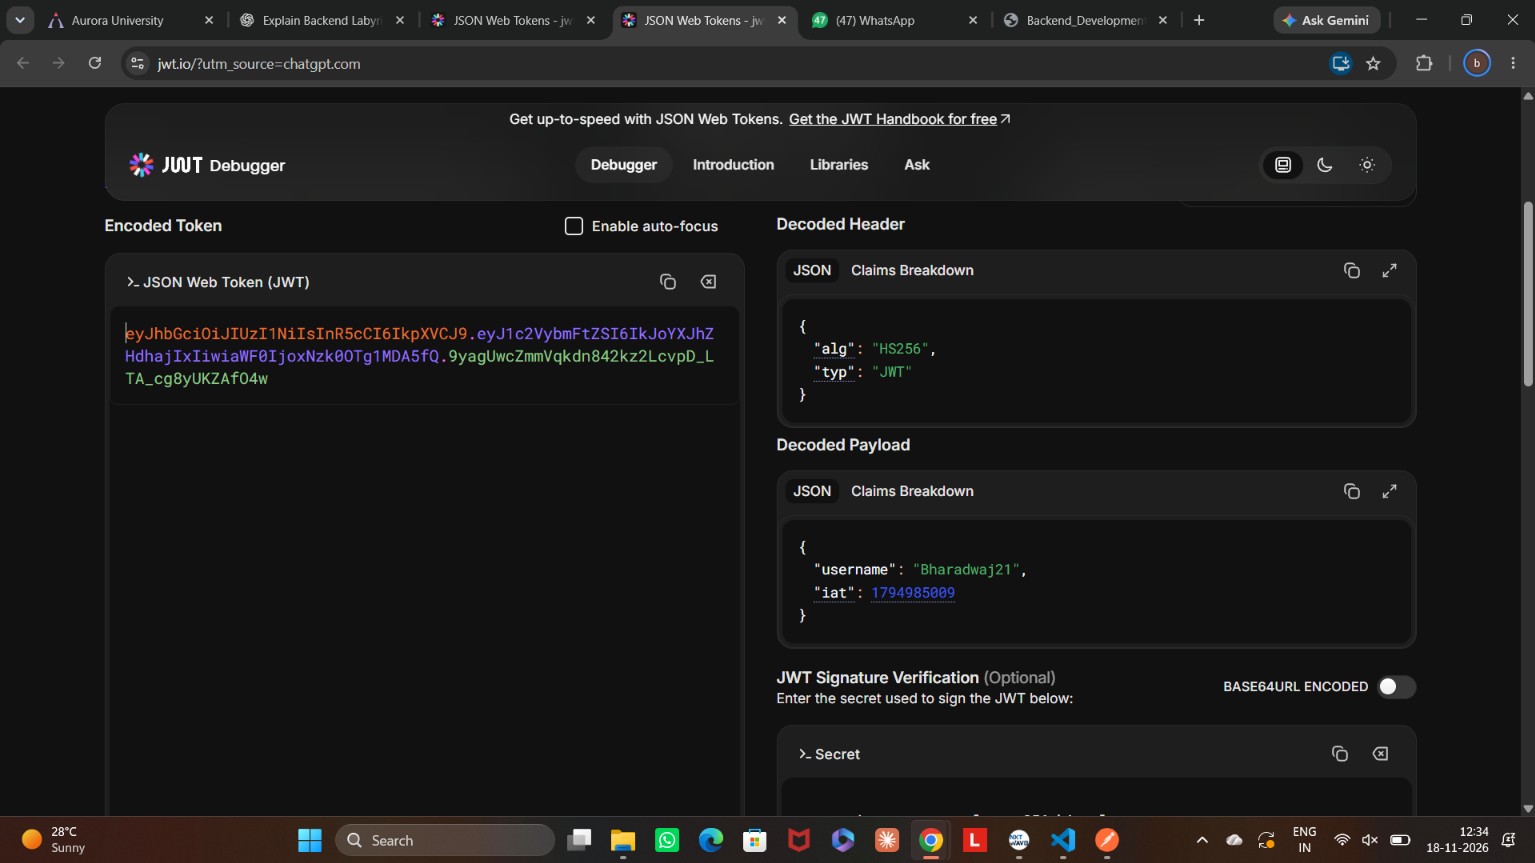 Aurora University
Explain Backend Labyr
JSON Web Tokens - jw
JSON Web Tokens - jw
47
(47) WhatsApp
Backend_Developmen
Ask Gemini
jwt.io/?utm_source=chatgpt.com
b
Get up-to-speed with JSON Web Tokens. Get the JWT Handbook for free
JWT Debugger
Debugger
Introduction
Libraries
Ask
Encoded Token
Enable auto-focus
JSON Web Token (JWT)
eyJhbGciOiJIUzI1NiIsInR5cCI6IkpXVCJ9.eyJ1c2VybmFtZSI6IkJoYXJhZ
HdhajIxIiwiaWF0IjoxNzk0OTg1MDA5fQ.9yagUwcZmmVqkdn842kz2LcvpD_L
TA_cg8yUKZAfO4w
Decoded Header
JSON
Claims Breakdown
{
"alg": "HS256",
"typ": "JWT"
}
Decoded Payload
JSON
Claims Breakdown
{
"username": "Bharadwaj21",
"iat": 1794985009
}
JWT Signature Verification (Optional)
Enter the secret used to sign the JWT below:
BASE64URL ENCODED
Secret
28°C
Sunny
Search
L
NXT
WAVE
ENG
IN
12:34
18-11-2026